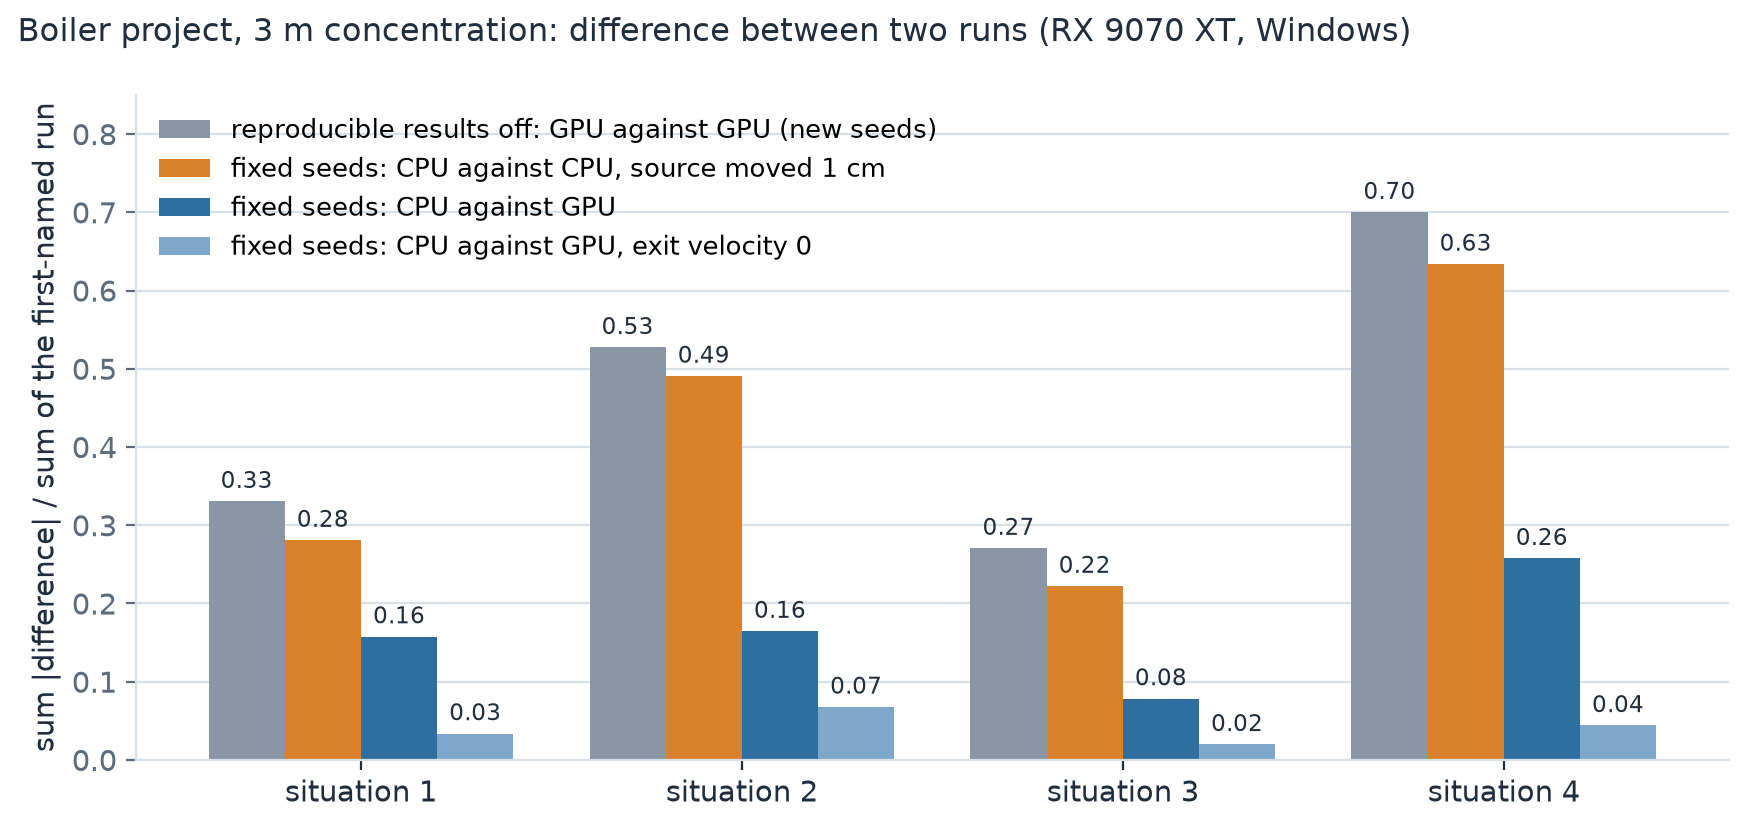 Boiler project, 3 m concentration: difference between two runs (RX 9070 XT, Windows)
sum |difference| / sum of the first-named run
0.8
0.7
0.6
0.5
0.4
0.3
0.2
0.1
0.0
reproducible results off: GPU against GPU (new seeds)
fixed seeds: CPU against CPU, source moved 1 cm
fixed seeds: CPU against GPU
fixed seeds: CPU against GPU, exit velocity 0
0.33
0.28
0.16
0.03
0.53
0.49
0.16
0.07
0.27
0.22
0.08
0.02
0.70
0.63
0.26
0.04
situation 1
situation 2
situation 3
situation 4